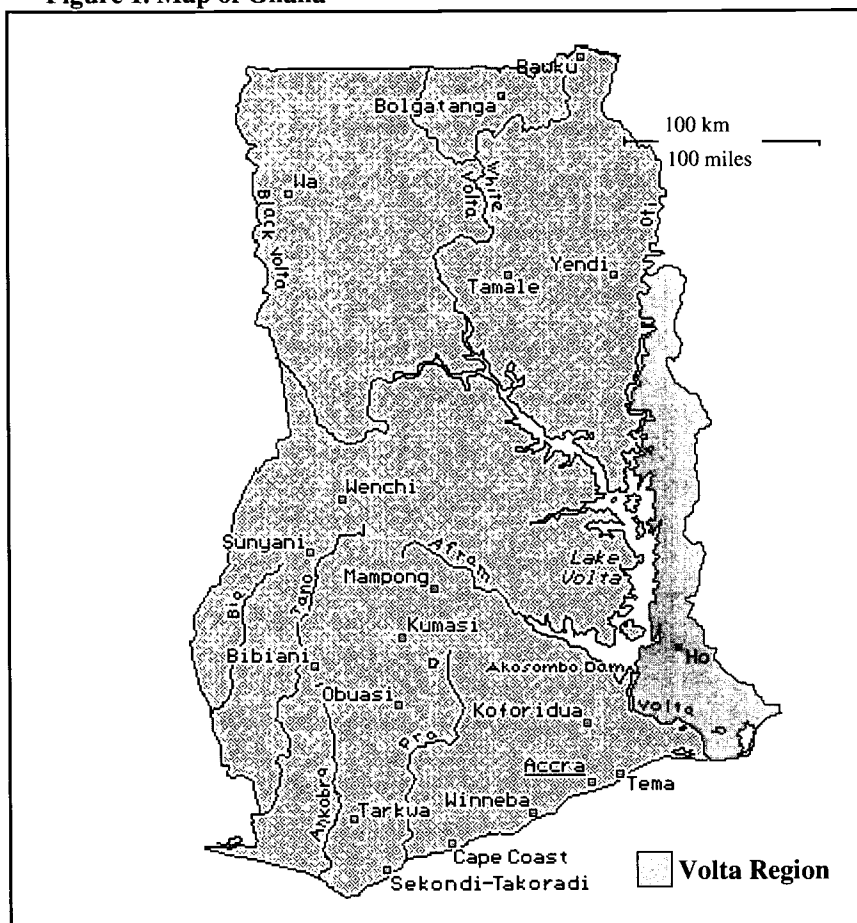 Figure 1. Map of Ghana
Bawku
Bolgatanga
100 km
100 miles
Wa
White
Volta
Black Volta
Oti
Yendi
Tamale
Wenchi
Sunyani
Afram
Lake
Volta
Mampong
Bia
Tano
Kumasi
Ho
Bibiani
Akosombo Dam
Obuasi
Volta
Koforidua
Pra
Accra
Tema
Ankobra
Winneba
Tarkwa
Cape Coast
Sekondi-Takoradi
Volta Region